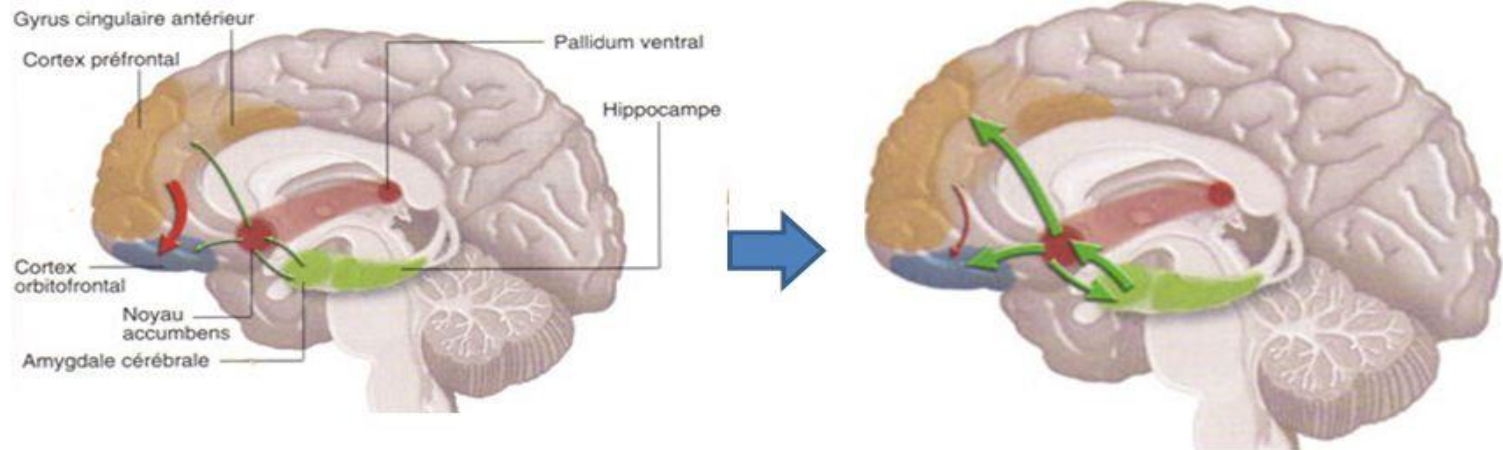 Gyrus cingulaire antérieur
Cortex préfrontal
Pallidum ventral
Hippocampe
Cortex
orbitofrontal
Noyau
accumbens
Amygdale cérébrale